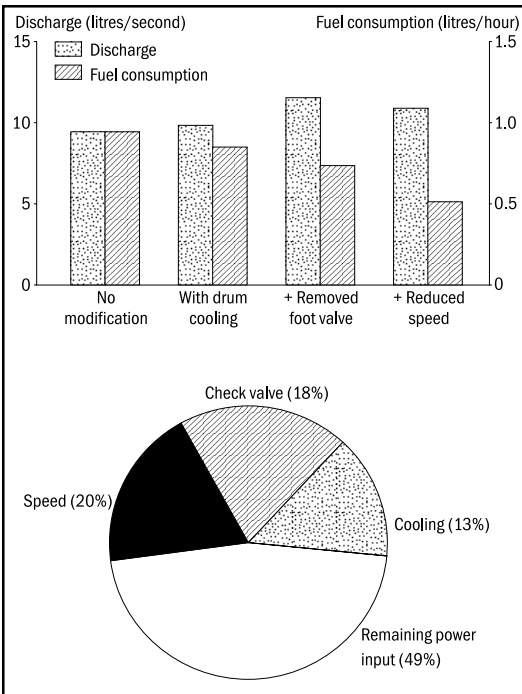 Discharge (litres/second)
Fuel consumption (litres/hour)
15
10
5
0
1.5
1.0
0.5
0
Discharge
Fuel consumption
No
modification
With drum
cooling
+ Removed
foot valve
+ Reduced
speed
Check valve (18%)
Speed (20%)
Cooling (13%)
Remaining power
input (49%)